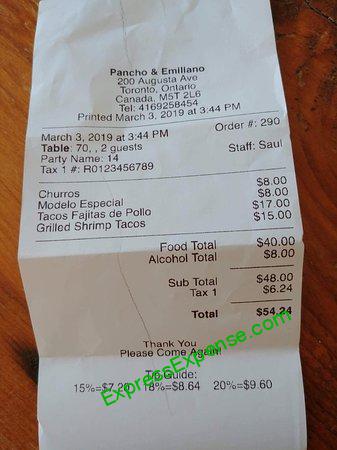 Pancho & Emiliano
200 Augusta Ave
Toronto, Ontario
Canada, M5T 2L6
Tel: 4169258454
Printed March 3, 2019 at 3:44 PM
March 3, 2019 at 3:44 PM Order #: 290
Table: 70, , 2 guests Staff: Saul
Party Name: 14
Tax 1 #: R0123456789
Churros $8.00
Modelo Especial $8.00
Tacos Fajitas de Pollo $17.00
Grilled Shrimp Tacos $15.00
Food Total $40.00
Alcohol Total $8.00
Sub Total $48.00
Tax 1 $6.24
Total $54.24
Thank You
Please Come Again!
Tip Guide:
15%=$7.20 18%=$8.64 20%=$9.60
ExpressExpense.com